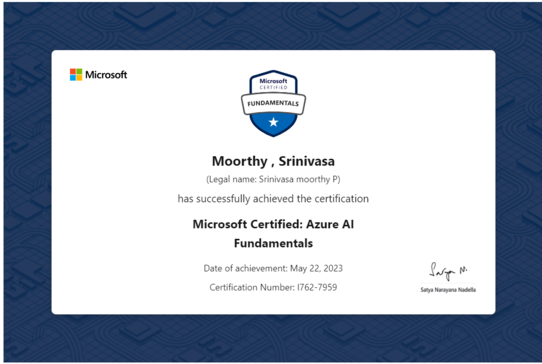 Microsoft
Microsoft
CERTIFIED
FUNDAMENTALS
Moorthy , Srinivasa
(Legal name: Srinivasa moorthy P)
has successfully achieved the certification
Microsoft Certified: Azure AI
Fundamentals
Date of achievement: May 22, 2023
Certification Number: I762-7959
Satya N.
Satya Narayana Nadella